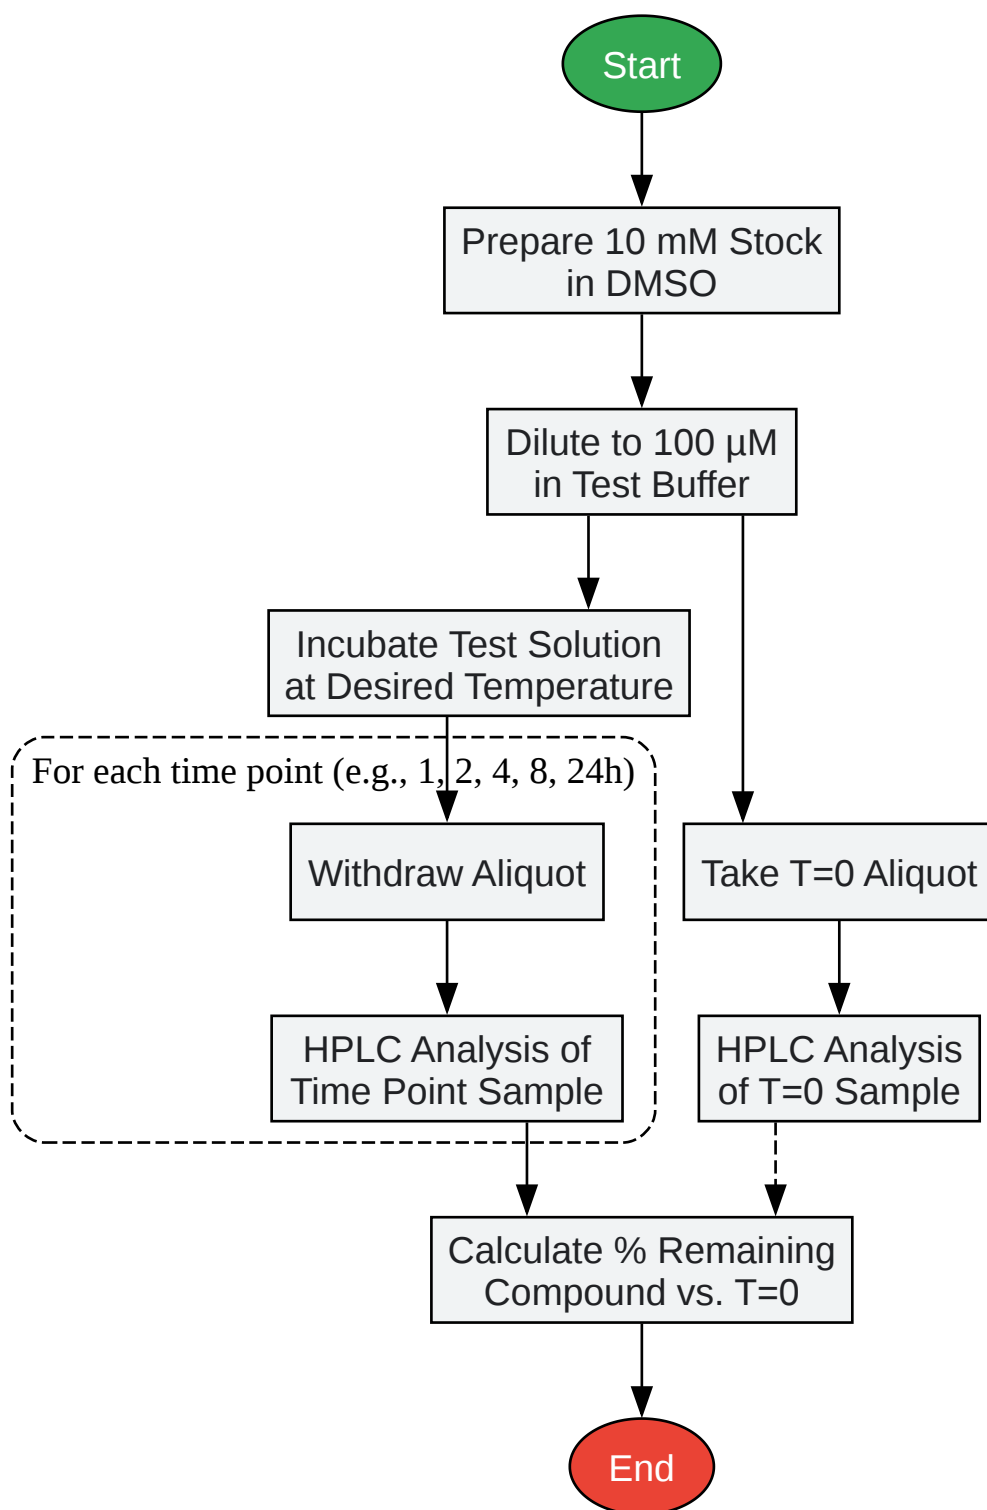 Start
Prepare 10 mM Stock
in DMSO
Dilute to 100 µM
in Test Buffer
Incubate Test Solution
at Desired Temperature
For each time point (e.g., 1, 2, 4, 8, 24h)
Withdraw Aliquot
Take T=0 Aliquot
HPLC Analysis of
Time Point Sample
HPLC Analysis
of T=0 Sample
Calculate % Remaining
Compound vs. T=0
End